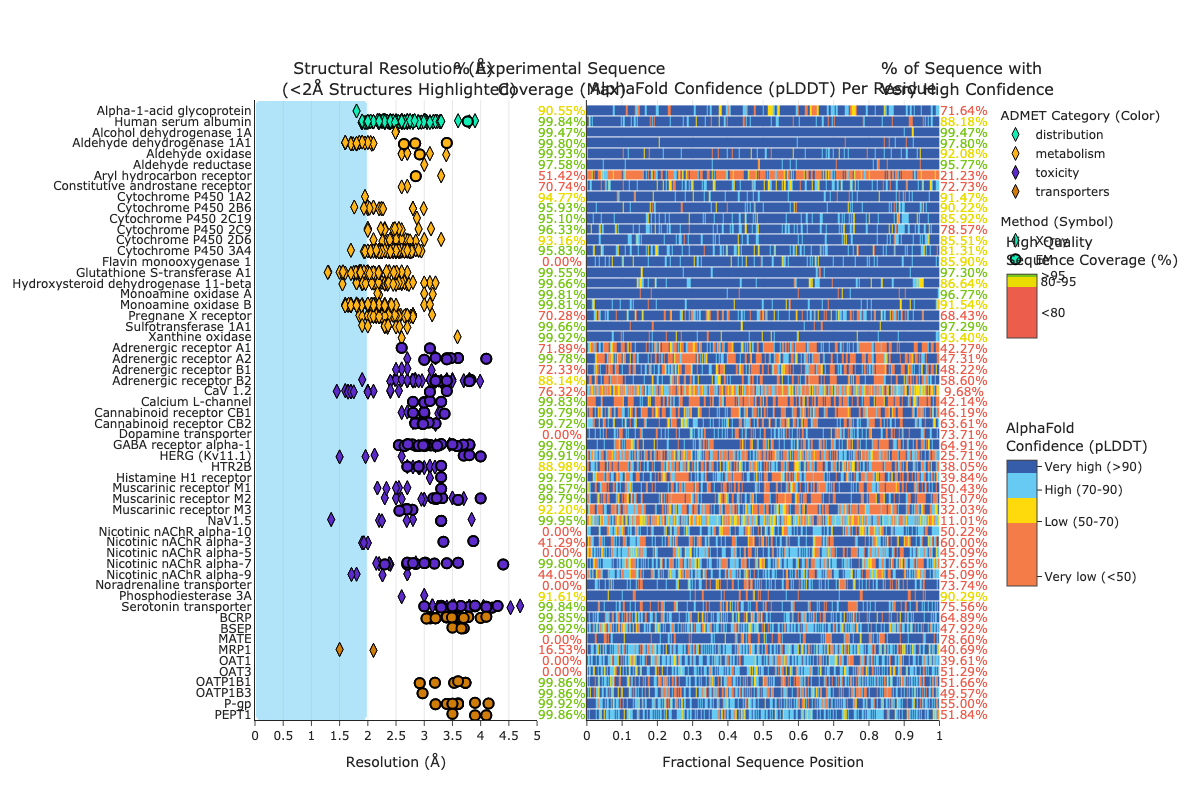 Structural Resolution (Å)
(<2Å Structures Highlighted)
% Experimental Sequence
Coverage (Max)
AlphaFold Confidence (pLDDT) Per Residue
% of Sequence with
Very High Confidence
Alpha-1-acid glycoprotein 90.55% 71.64%
Human serum albumin 99.84% 88.18%
Alcohol dehydrogenase 1A 99.47% 99.47%
Aldehyde dehydrogenase 1A1 99.80% 97.80%
Aldehyde oxidase 99.93% 92.08%
Aldehyde reductase 97.58% 95.77%
Aryl hydrocarbon receptor 51.42% 21.23%
Constitutive androstane receptor 70.74% 72.73%
Cytochrome P450 1A2 94.77% 91.47%
Cytochrome P450 2B6 95.93% 90.22%
Cytochrome P450 2C19 95.10% 85.92%
Cytochrome P450 2C9 96.33% 78.57%
Cytochrome P450 2D6 93.16% 85.51%
Cytochrome P450 3A4 95.83% 81.31%
Flavin monooxygenase 1 0.00% 85.90%
Glutathione S-transferase A1 99.55% 97.30%
Hydroxysteroid dehydrogenase 11-beta 99.66% 86.64%
Monoamine oxidase A 99.81% 96.77%
Monoamine oxidase B 99.81% 91.54%
Pregnane X receptor 70.28% 68.43%
Sulfotransferase 1A1 99.66% 97.29%
Xanthine oxidase 99.92% 93.40%
Adrenergic receptor A1 71.89% 42.27%
Adrenergic receptor A2 99.78% 47.31%
Adrenergic receptor B1 72.33% 48.22%
Adrenergic receptor B2 88.14% 58.60%
CaV 1.2 76.32% 9.68%
Calcium L-channel 99.83% 42.14%
Cannabinoid receptor CB1 99.79% 46.19%
Cannabinoid receptor CB2 99.72% 63.61%
Dopamine transporter 0.00% 73.71%
GABA receptor alpha-1 99.78% 64.91%
HERG (Kv11.1) 99.91% 25.71%
HTR2B 88.98% 38.05%
Histamine H1 receptor 99.79% 39.84%
Muscarinic receptor M1 99.57% 50.43%
Muscarinic receptor M2 99.79% 51.07%
Muscarinic receptor M3 92.20% 32.03%
NaV1.5 99.95% 11.01%
Nicotinic nAChR alpha-10 0.00% 50.22%
Nicotinic nAChR alpha-3 41.29% 60.00%
Nicotinic nAChR alpha-5 0.00% 45.09%
Nicotinic nAChR alpha-7 99.80% 37.65%
Nicotinic nAChR alpha-9 44.05% 45.09%
Noradrenaline transporter 0.00% 73.74%
Phosphodiesterase 3A 91.61% 90.29%
Serotonin transporter 99.84% 75.56%
BCRP 99.85% 64.89%
BSEP 99.92% 47.92%
MATE 0.00% 78.60%
MRP1 16.53% 40.69%
OAT1 0.00% 39.61%
OAT3 0.00% 51.29%
OATP1B1 99.86% 51.66%
OATP1B3 99.86% 49.57%
P-gp 99.92% 55.00%
PEPT1 99.86% 51.84%
0 0.5 1 1.5 2 2.5 3 3.5 4 4.5 5
Resolution (Å)
0 0.1 0.2 0.3 0.4 0.5 0.6 0.7 0.8 0.9 1
Fractional Sequence Position
ADMET Category (Color)
distribution
metabolism
toxicity
transporters
Method (Symbol)
X-ray
EM
High Quality
Sequence Coverage (%)
>95
80-95
<80
AlphaFold
Confidence (pLDDT)
Very high (>90)
High (70-90)
Low (50-70)
Very low (<50)